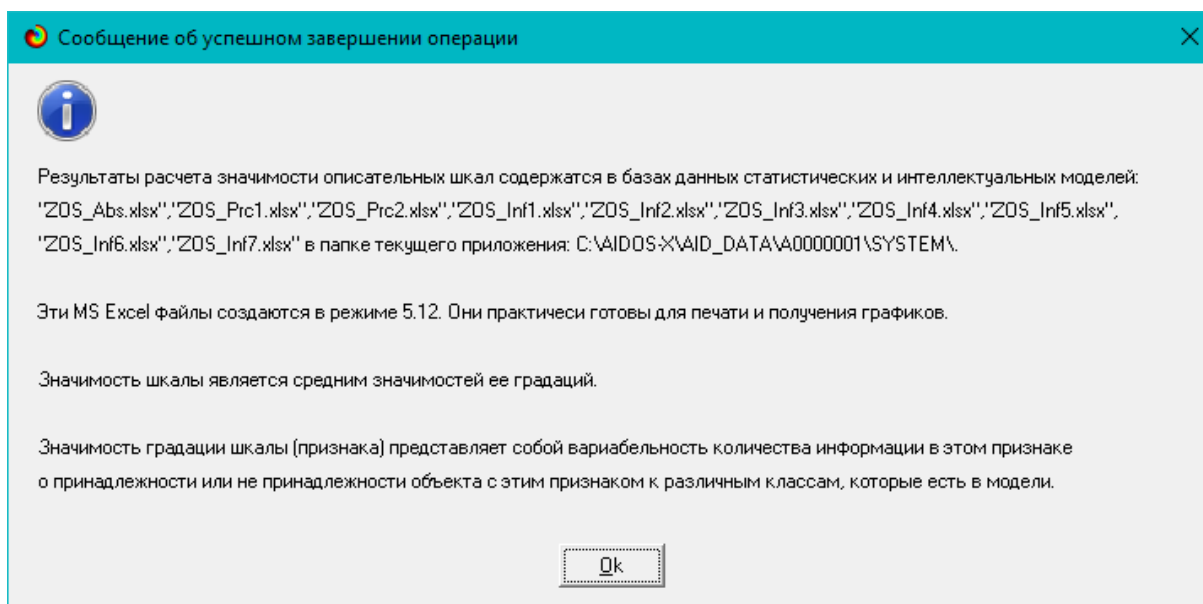 Сообщение об успешном завершении операции
Результаты расчета значимости описательных шкал содержатся в базах данных статистических и интеллектуальных моделей:
"ZOS_Abs.xlsx","ZOS_Prc1.xlsx","ZOS_Prc2.xlsx","ZOS_Inf1.xlsx","ZOS_Inf2.xlsx","ZOS_Inf3.xlsx","ZOS_Inf4.xlsx","ZOS_Inf5.xlsx",
"ZOS_Inf6.xlsx","ZOS_Inf7.xlsx" в папке текущего приложения: C:\AIDOS-X\AID_DATA\A0000001\SYSTEM\.
Эти MS Excel файлы создаются в режиме 5.12. Они практичеси готовы для печати и получения графиков.
Значимость шкалы является средним значимостей ее градаций.
Значимость градации шкалы (признака) представляет собой вариабельность количества информации в этом признаке
о принадлежности или не принадлежности объекта с этим признаком к различным классам, которые есть в модели.
Ok